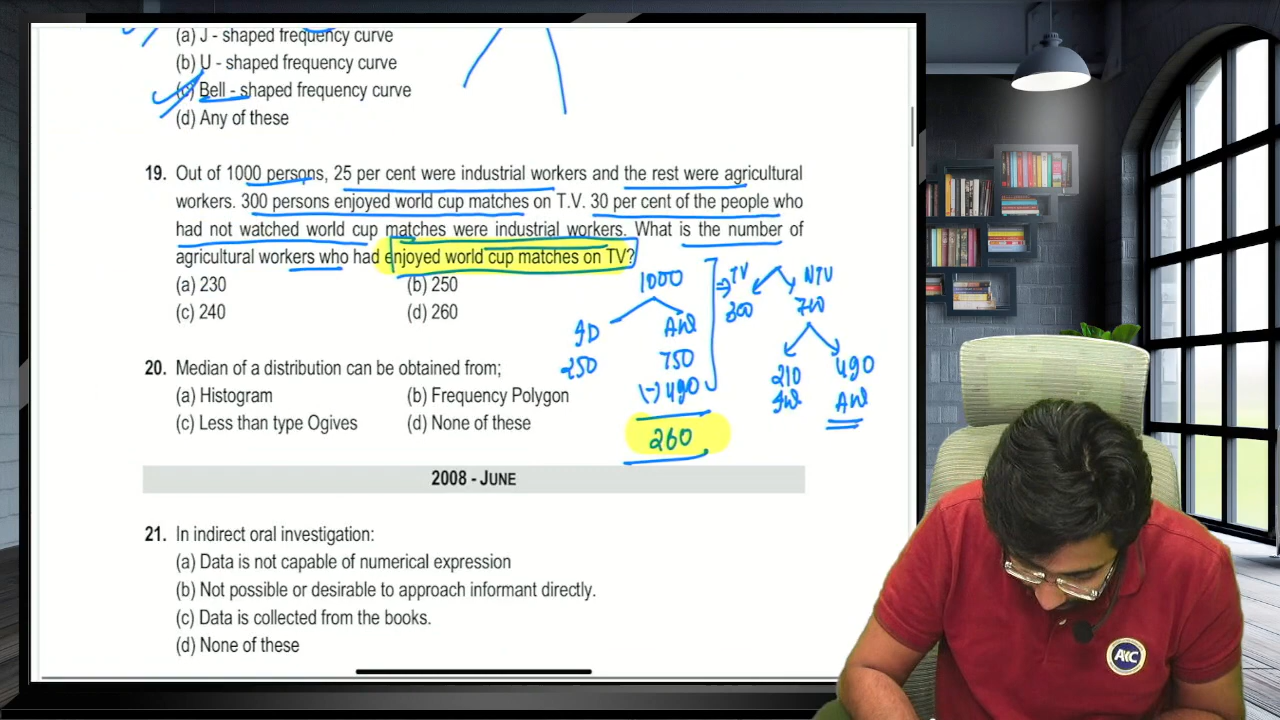 (a) J - shaped frequency curve
(b) U - shaped frequency curve
(c) Bell - shaped frequency curve
(d) Any of these
19. Out of 1000 persons, 25 per cent were industrial workers and the rest were agricultural
workers. 300 persons enjoyed world cup matches on T.V. 30 per cent of the people who
had not watched world cup matches were industrial workers. What is the number of
agricultural workers who had enjoyed world cup matches on TV?
(a) 230 (b) 250
(c) 240 (d) 260
1000
ID AW
250 750
(-) 490
260
⇒ TV NTV
300 700
210 490
IW AW
20. Median of a distribution can be obtained from;
(a) Histogram (b) Frequency Polygon
(c) Less than type Ogives (d) None of these
2008 - JUNE
21. In indirect oral investigation:
(a) Data is not capable of numerical expression
(b) Not possible or desirable to approach informant directly.
(c) Data is collected from the books.
(d) None of these